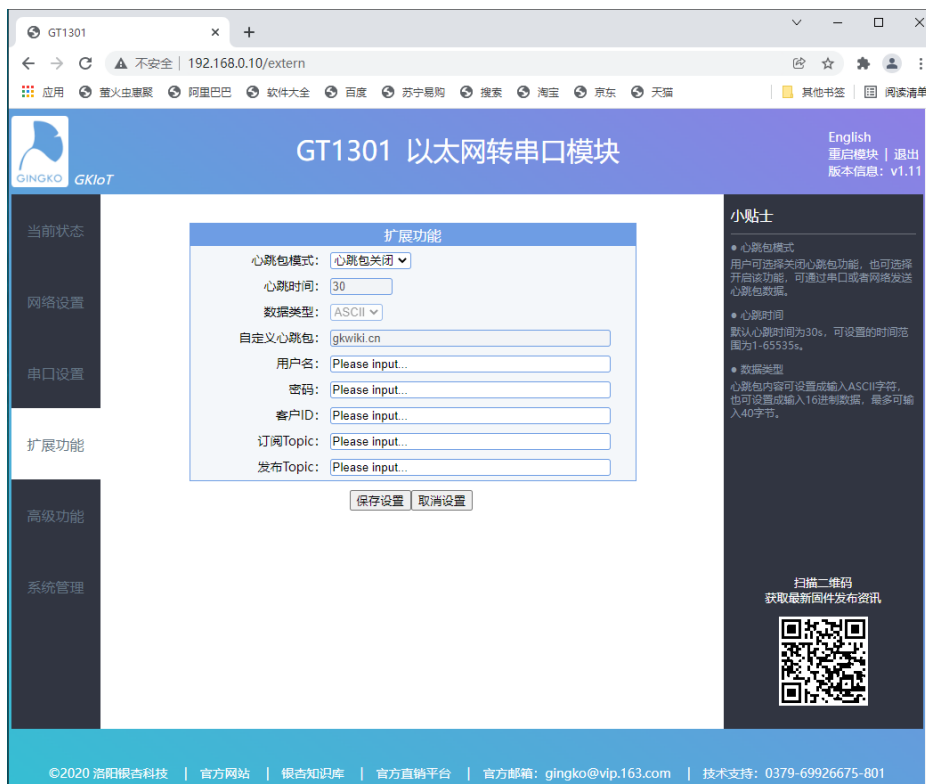 GT1301
不安全 | 192.168.0.10/extern
应用 萤火虫惠聚 阿里巴巴 软件大全 百度 苏宁易购 搜索 淘宝 京东 天猫 其他书签 阅读清单
GINGKO GKIoT
GT1301 以太网转串口模块
English
重启模块 | 退出
版本信息：v1.11
当前状态
网络设置
串口设置
扩展功能
高级功能
系统管理
扩展功能
心跳包模式： 心跳包关闭
心跳时间： 30
数据类型： ASCII
自定义心跳包： gkwiki.cn
用户名： Please input...
密码： Please input...
客户ID： Please input...
订阅Topic： Please input...
发布Topic： Please input...
保存设置 取消设置
小贴士
● 心跳包模式
用户可选择关闭心跳包功能，也可选择
开启该功能，可通过串口或者网络发送
心跳包数据。
● 心跳时间
默认心跳时间为30s，可设置的时间范
围为1-65535s。
● 数据类型
心跳包内容可设置成输入ASCII字符，
也可设置成输入16进制数据，最多可输
入40字节。
扫描二维码
获取最新固件发布资讯
©2020 洛阳银杏科技 | 官方网站 | 银杏知识库 | 官方直销平台 | 官方邮箱：gingko@vip.163.com | 技术支持：0379-69926675-801